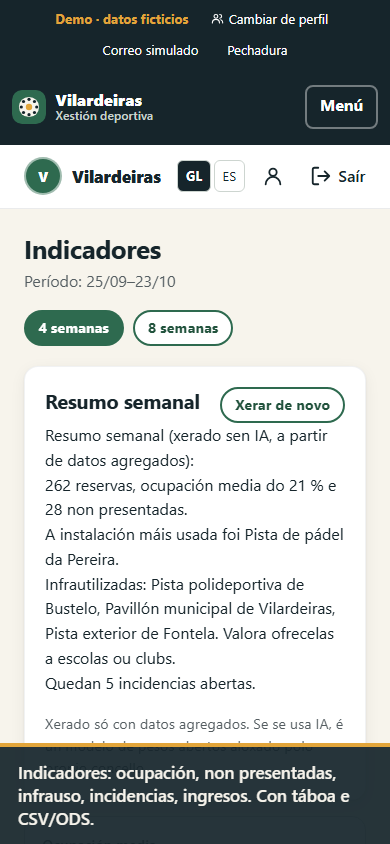 Demo · datos ficticios
Cambiar de perfil
Correo simulado
Pechadura
Vilardeiras
Xestión deportiva
Menú
V
Vilardeiras
GL
ES
Saír
Indicadores
Período: 25/09–23/10
4 semanas
8 semanas
Resumo semanal
Xerar de novo
Resumo semanal (xerado sen IA, a partir
de datos agregados):
262 reservas, ocupación media do 21 % e
28 non presentadas.
A instalación máis usada foi Pista de pádel
da Pereira.
Infrautilizadas: Pista polideportiva de
Bustelo, Pavillón municipal de Vilardeiras,
Pista exterior de Fontela. Valora ofrecelas
a escolas ou clubs.
Quedan 5 incidencias abertas.
Xerado só con datos agregados. Se se usa IA, é
Indicadores: ocupación, non presentadas,
infrauso, incidencias, ingresos. Con táboa e
CSV/ODS.